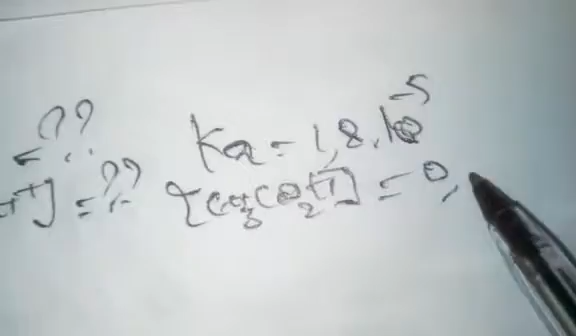 = ??
Ka = 1,8.10⁻⁵
H⁺] = ?? [CH₃CO₂H] = 0,